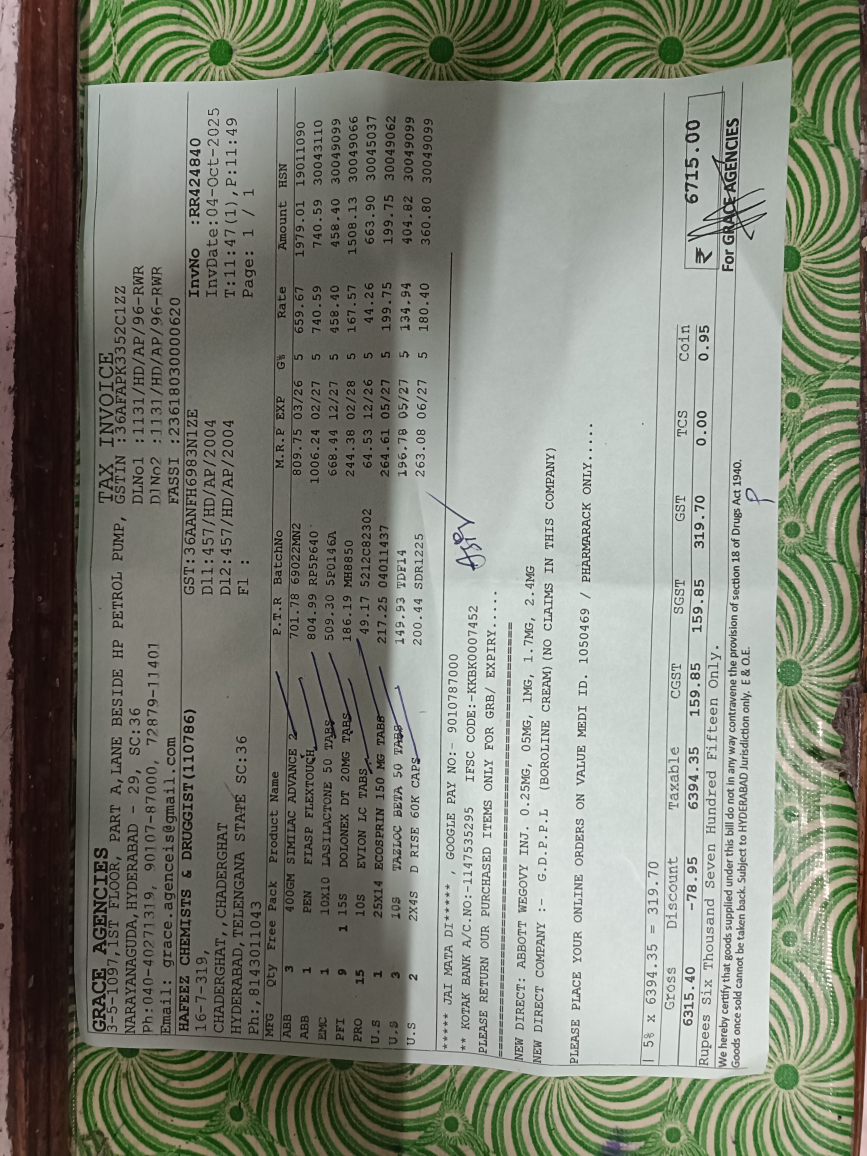 GRACE AGENCIES TAX INVOICE
3-5-1097,1ST FLOOR, PART A,LANE BESIDE HP PETROL PUMP, GSTIN :36AFAPK3352C1ZZ
NARAYANAGUDA,HYDERABAD - 29, SC:36 DLNo1 :1131/HD/AP/96-RWR
Ph:040-40271319, 90107-87000, 72879-11401 DlNo2 :1131/HD/AP/96-RWR
Email: grace.agenceis@gmail.com FASSI :23618030000620
HAFEEZ CHEMISTS & DRUGGIST(110786) GST:36AANFH6983N1ZE InvNo :RR424840
16-7-319, Dl1:457/HD/AP/2004 InvDate:04-Oct-2025
CHADERGHAT,,CHADERGHAT Dl2:457/HD/AP/2004 T:11:47(1),P:11:49
HYDERABAD,TELENGANA STATE SC:36 Fl : Page: 1 / 1
Ph:,8143011043
MFG Qty Free Pack Product Name P.T.R BatchNo M.R.P EXP G% Rate Amount HSN
ABB 3 400GM SIMILAC ADVANCE 2 701.78 69022MN2 809.75 03/26 5 659.67 1979.01 19011090
ABB 1 PEN FIASP FLEXTOUCH 804.99 RP5P640 1006.24 02/27 5 740.59 740.59 30043110
EMC 1 10X10 LASILACTONE 50 TABS 509.30 5P0146A 668.44 12/27 5 458.40 458.40 30049099
PFI 9 1 15S DOLONEX DT 20MG TABS 186.19 MH8850 244.38 02/28 5 167.57 1508.13 30049066
PRO 15 10S EVION LC TABS 49.17 5212C82302 64.53 12/26 5 44.26 663.90 30045037
U.S 1 25X14 ECOSPRIN 150 MG TABS 217.25 04011437 264.61 05/27 5 199.75 199.75 30049062
U.S 3 10S TAZLOC BETA 50 TABS 149.93 TDF14 196.78 05/27 5 134.94 404.82 30049099
U.S 2 2X4S D RISE 60K CAPS 200.44 SDR1225 263.08 06/27 5 180.40 360.80 30049099
***** JAI MATA DI***** , GOOGLE PAY NO:- 9010787000
** KOTAK BANK A/C.NO:-1147535295 IFSC CODE:-KKBK0007452
PLEASE RETURN OUR PURCHASED ITEMS ONLY FOR GRB/ EXPIRY.....
==========================================
NEW DIRECT: ABBOTT WEGOVY INJ. 0.25MG, 05MG, 1MG, 1.7MG, 2.4MG
NEW DIRECT COMPANY :- G.D.P.P.L (BOROLINE CREAM)(NO CLAIMS IN THIS COMPANY)
PLEASE PLACE YOUR ONLINE ORDERS ON VALUE MEDI ID. 1050469 / PHARMARACK ONLY.....
| 5% x 6394.35 = 319.70
Gross Discount Taxable CGST SGST GST TCS Coin
6315.40 -78.95 6394.35 159.85 159.85 319.70 0.00 0.95 ₹ 6715.00
Rupees Six Thousand Seven Hundred Fifteen Only.
We hereby certify that goods supplied under this bill do not in any way contravene the provision of section 18 of Drugs Act 1940. For GRACE AGENCIES
Goods once sold cannot be taken back. Subject to HYDERABAD Jurisdiction only. E & O.E. P